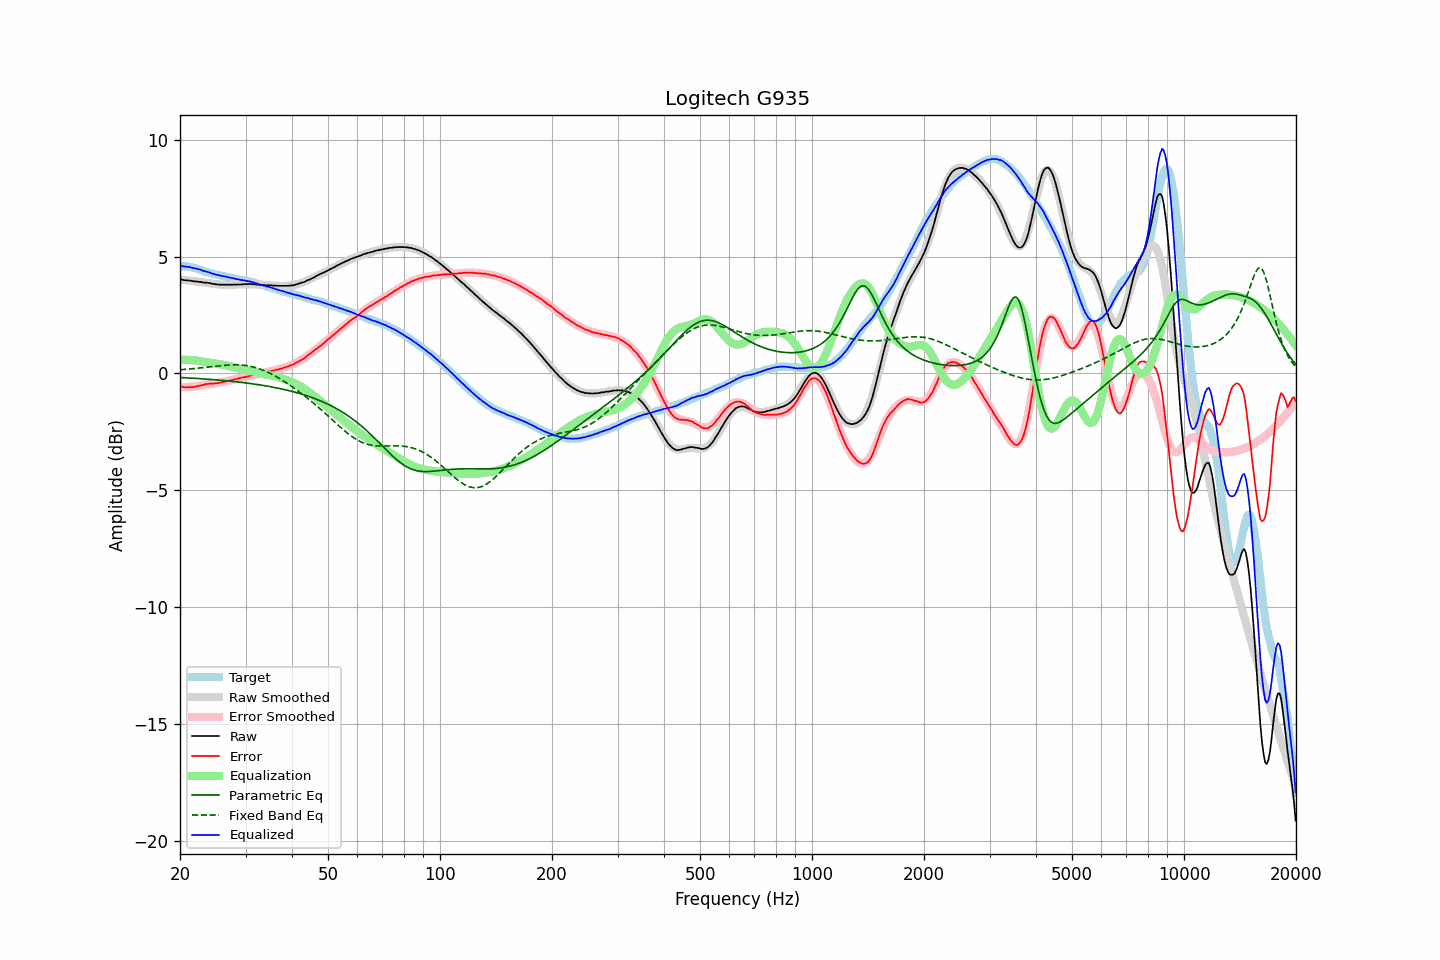 Logitech G935
Amplitude (dBr)
10
5
0
−5
−10
−15
−20
Target
Raw Smoothed
Error Smoothed
Raw
Error
Equalization
Parametric Eq
Fixed Band Eq
Equalized
20 50 100 200 500 1000 2000 5000 10000 20000
Frequency (Hz)